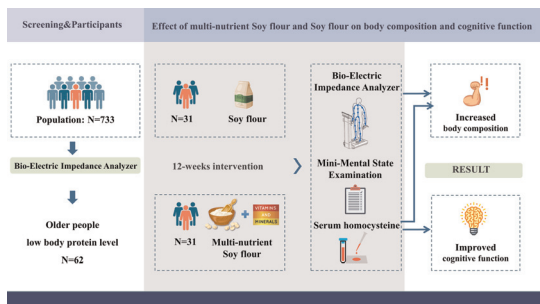 Screening&Participants
Effect of multi-nutrient Soy flour and Soy flour on body composition and cognitive function
Population: N=733
Bio-Electric Impedance Analyzer
Older people
low body protein level
N=62
N=31
Soy flour
12-weeks intervention
VITAMINS
AND
MINERALS
N=31
Multi-nutrient
Soy flour
Bio-Electric
Impedance Analyzer
Mini-Mental State
Examination
Serum homocysteine
Increased
body composition
RESULT
Improved
cognitive function